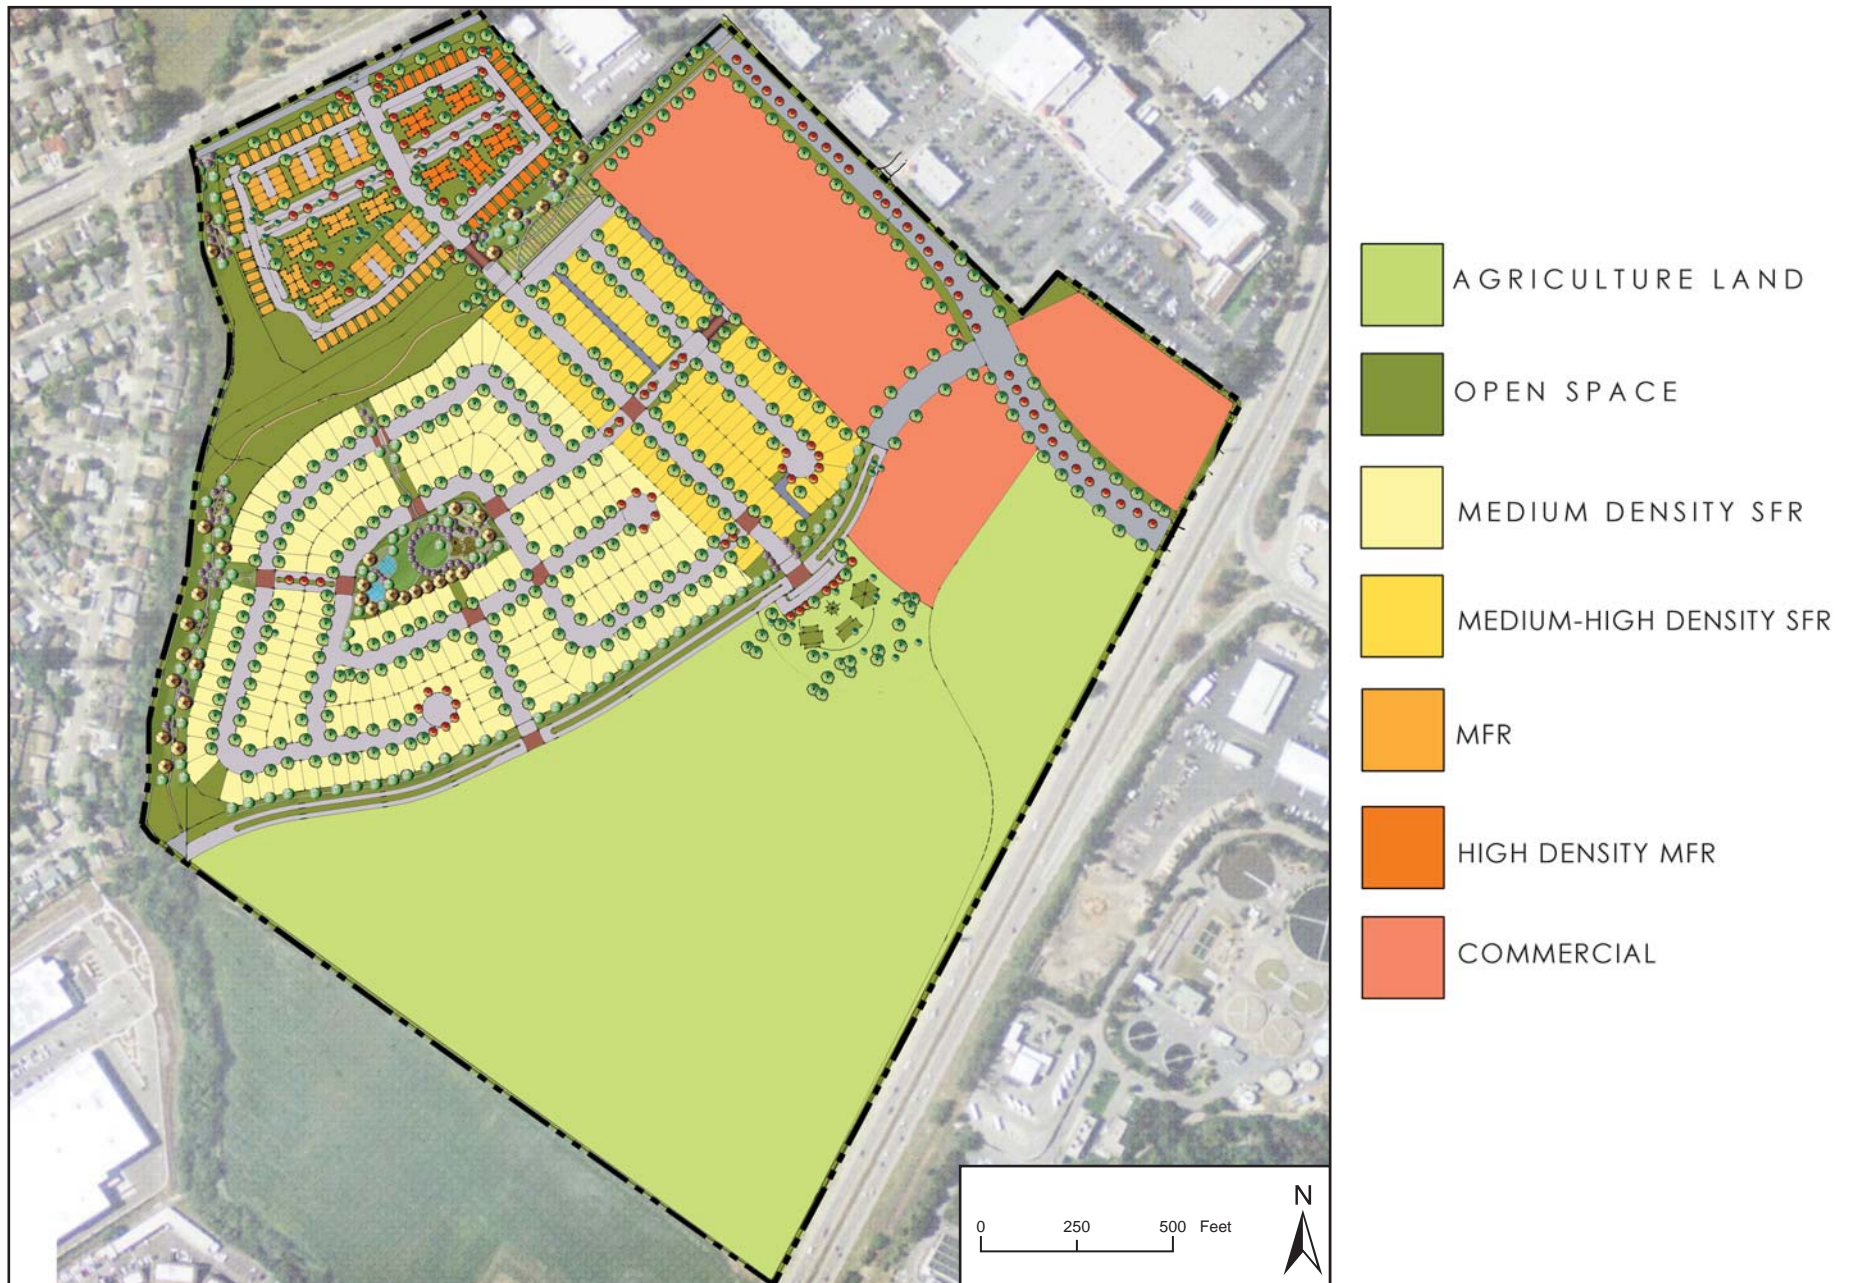 AGRICULTURE LAND
OPEN SPACE
MEDIUM DENSITY SFR
MEDIUM-HIGH DENSITY SFR
MFR
HIGH DENSITY MFR
COMMERCIAL
N
0 250 500 Feet